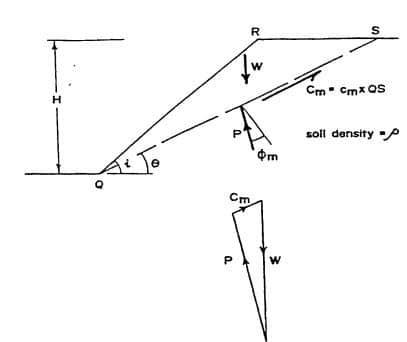 R
S
W
H
Cm = cm x QS
P
soil density = ρ
φm
i
θ
Q
Cm
P
W